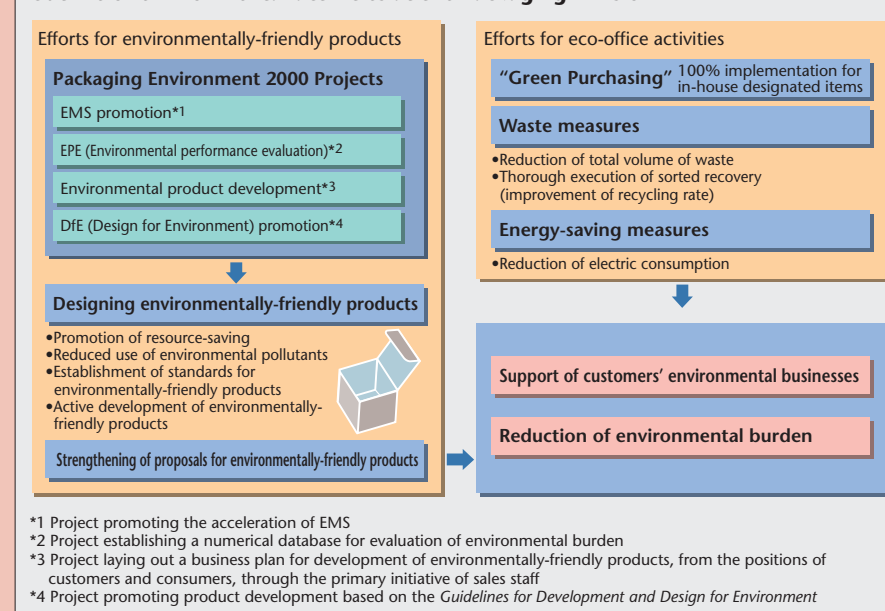 Efforts for environmentally-friendly products
Packaging Environment 2000 Projects
EMS promotion*1
EPE (Environmental performance evaluation)*2
Environmental product development*3
DfE (Design for Environment) promotion*4
Designing environmentally-friendly products
•Promotion of resource-saving
•Reduced use of environmental pollutants
•Establishment of standards for
environmentally-friendly products
•Active development of environmentally-
friendly products
Strengthening of proposals for environmentally-friendly products
Efforts for eco-office activities
“Green Purchasing” 100% implementation for
in-house designated items
Waste measures
•Reduction of total volume of waste
•Thorough execution of sorted recovery
(improvement of recycling rate)
Energy-saving measures
•Reduction of electric consumption
Support of customers’ environmental businesses
Reduction of environmental burden
*1 Project promoting the acceleration of EMS
*2 Project establishing a numerical database for evaluation of environmental burden
*3 Project laying out a business plan for development of environmentally-friendly products, from the positions of
customers and consumers, through the primary initiative of sales staff
*4 Project promoting product development based on the Guidelines for Development and Design for Environment